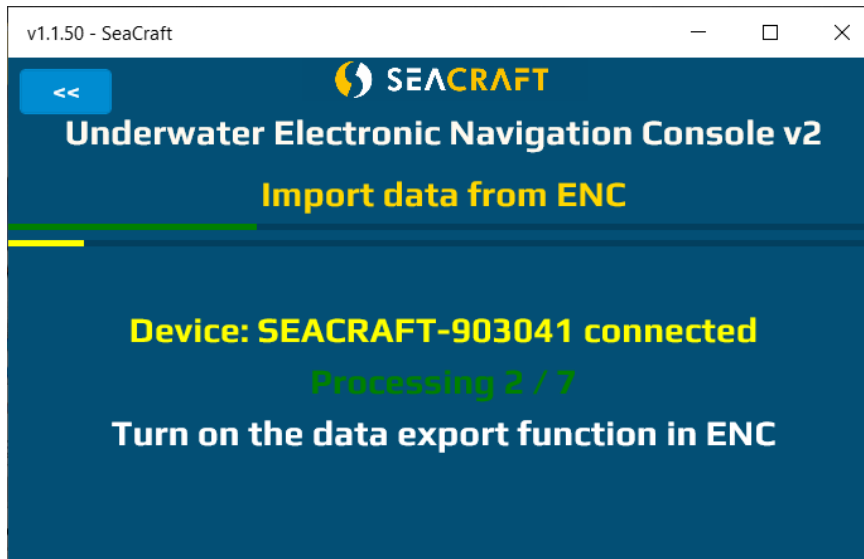 v1.1.50 - SeaCraft
<<
SEACRAFT
Underwater Electronic Navigation Console v2
Import data from ENC
Device: SEACRAFT-903041 connected
Processing 2 / 7
Turn on the data export function in ENC